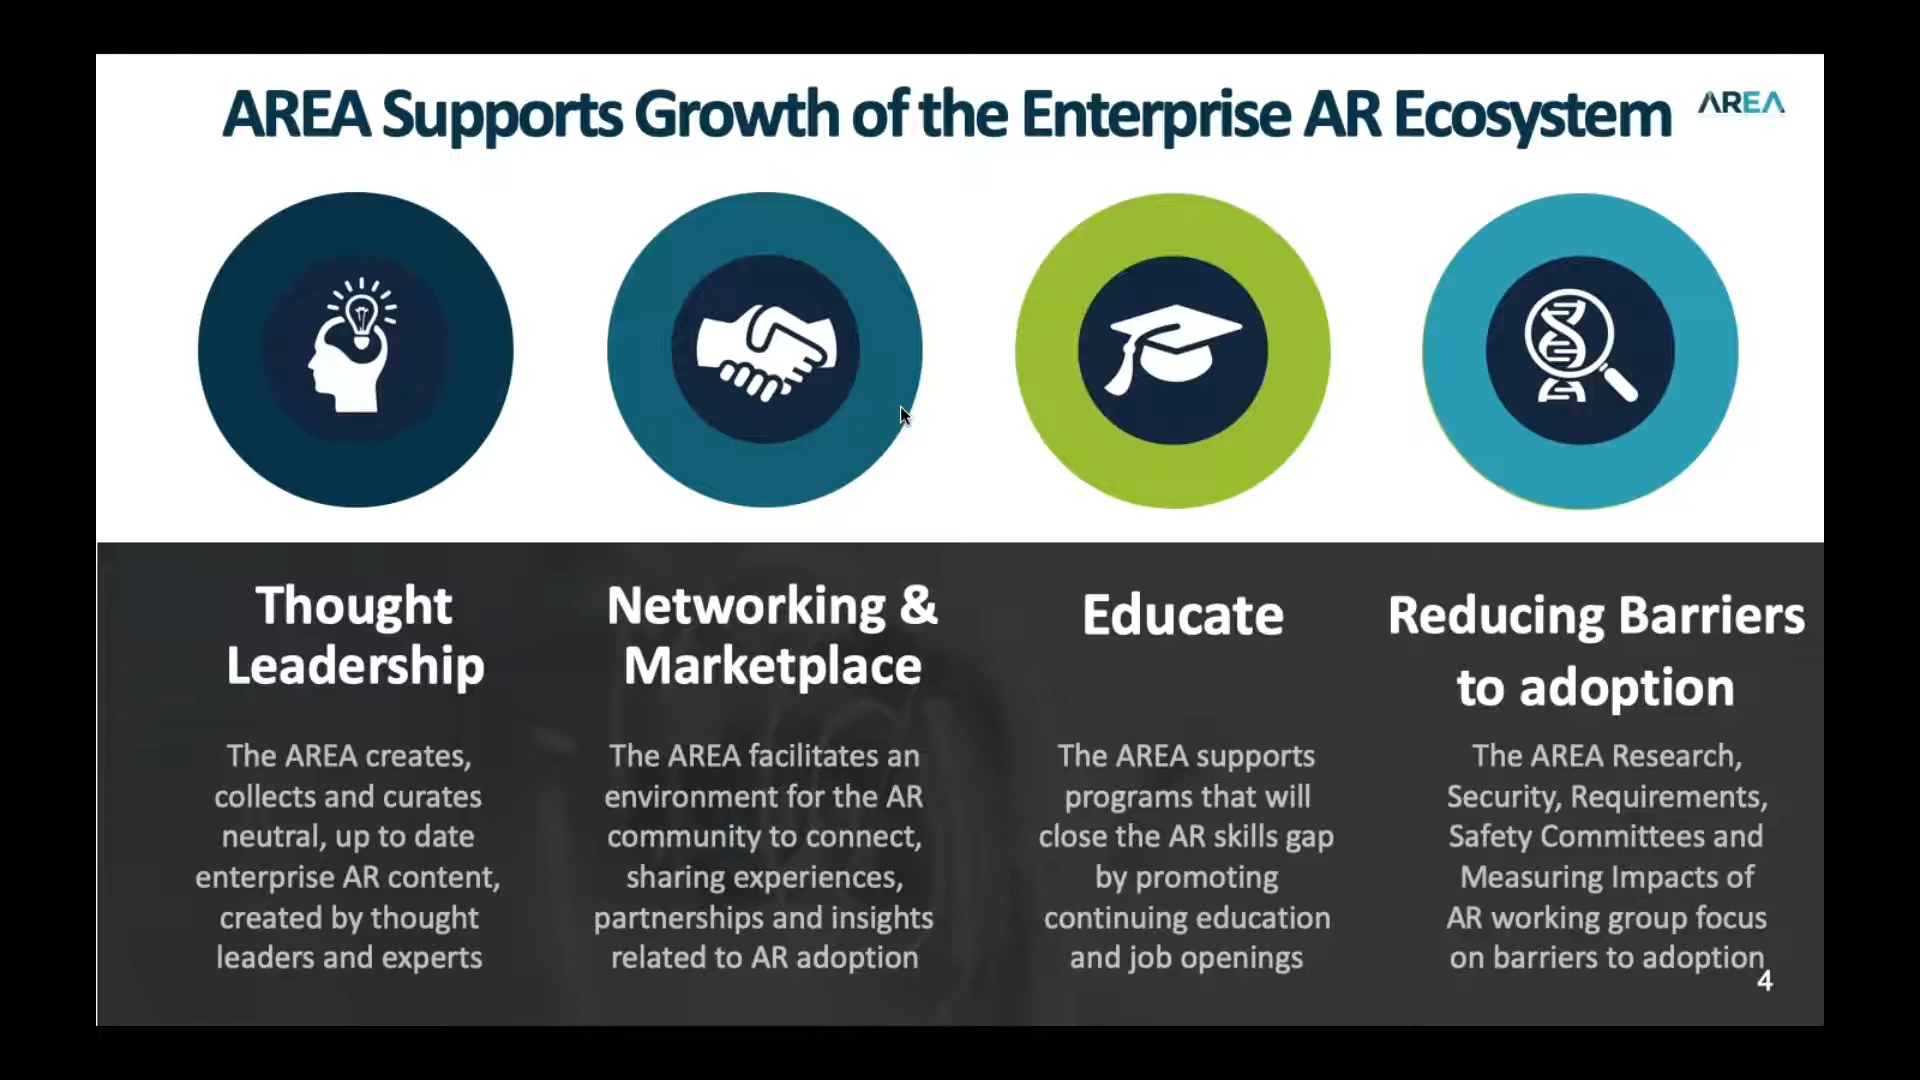 AREA Supports Growth of the Enterprise AR Ecosystem
AREA
Thought
Leadership
The AREA creates,
collects and curates
neutral, up to date
enterprise AR content,
created by thought
leaders and experts
Networking &
Marketplace
The AREA facilitates an
environment for the AR
community to connect,
sharing experiences,
partnerships and insights
related to AR adoption
Educate
The AREA supports
programs that will
close the AR skills gap
by promoting
continuing education
and job openings
Reducing Barriers
to adoption
The AREA Research,
Security, Requirements,
Safety Committees and
Measuring Impacts of
AR working group focus
on barriers to adoption
4